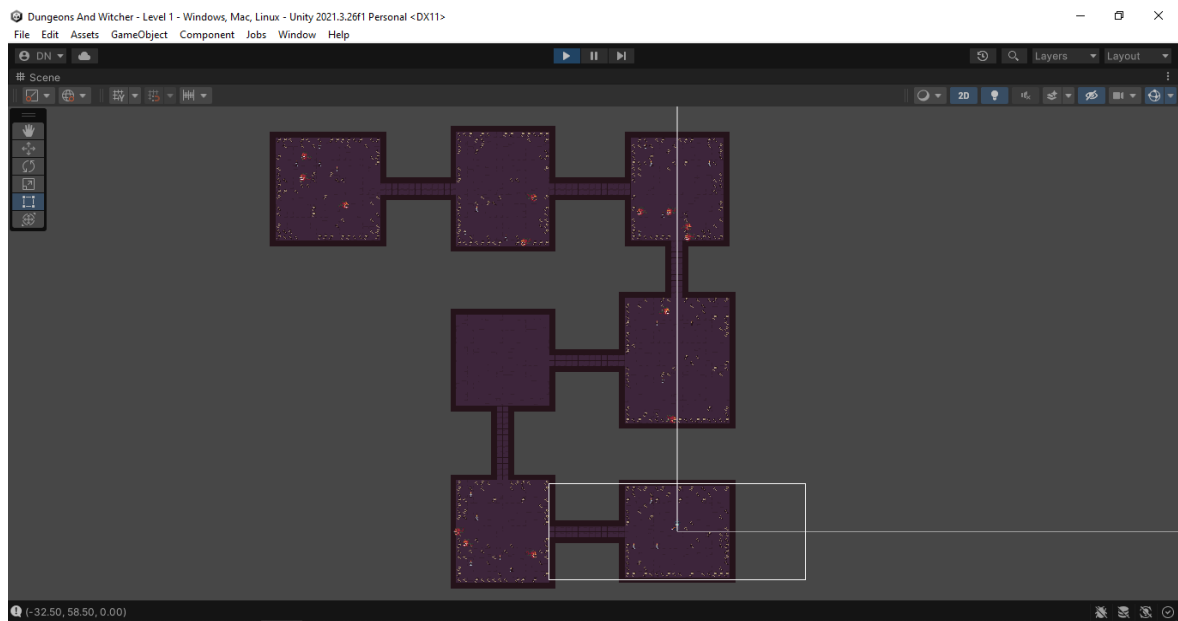 Dungeons And Witcher - Level 1 - Windows, Mac, Linux - Unity 2021.3.26f1 Personal <DX11>
File Edit Assets GameObject Component Jobs Window Help
DN Layers Layout
Scene
2D
(-32.50, 58.50, 0.00)